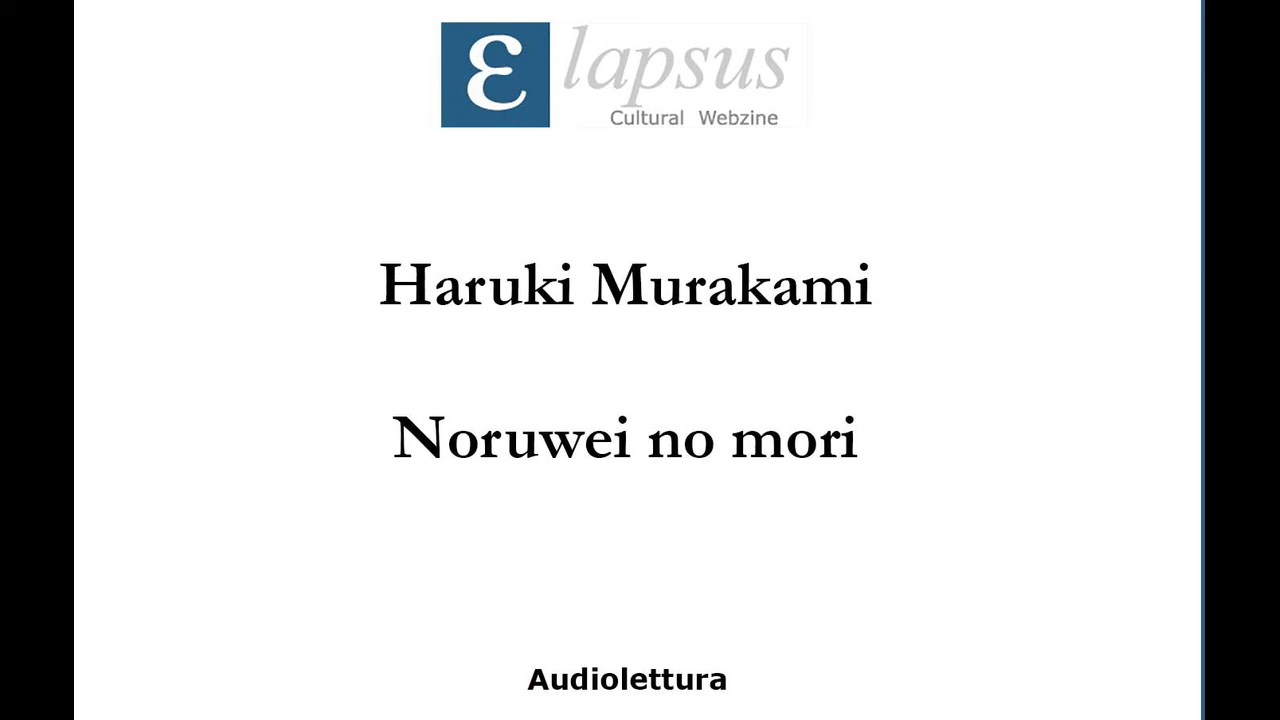 ε lapsus
Cultural Webzine
Haruki Murakami
Noruwei no mori
Audiolettura